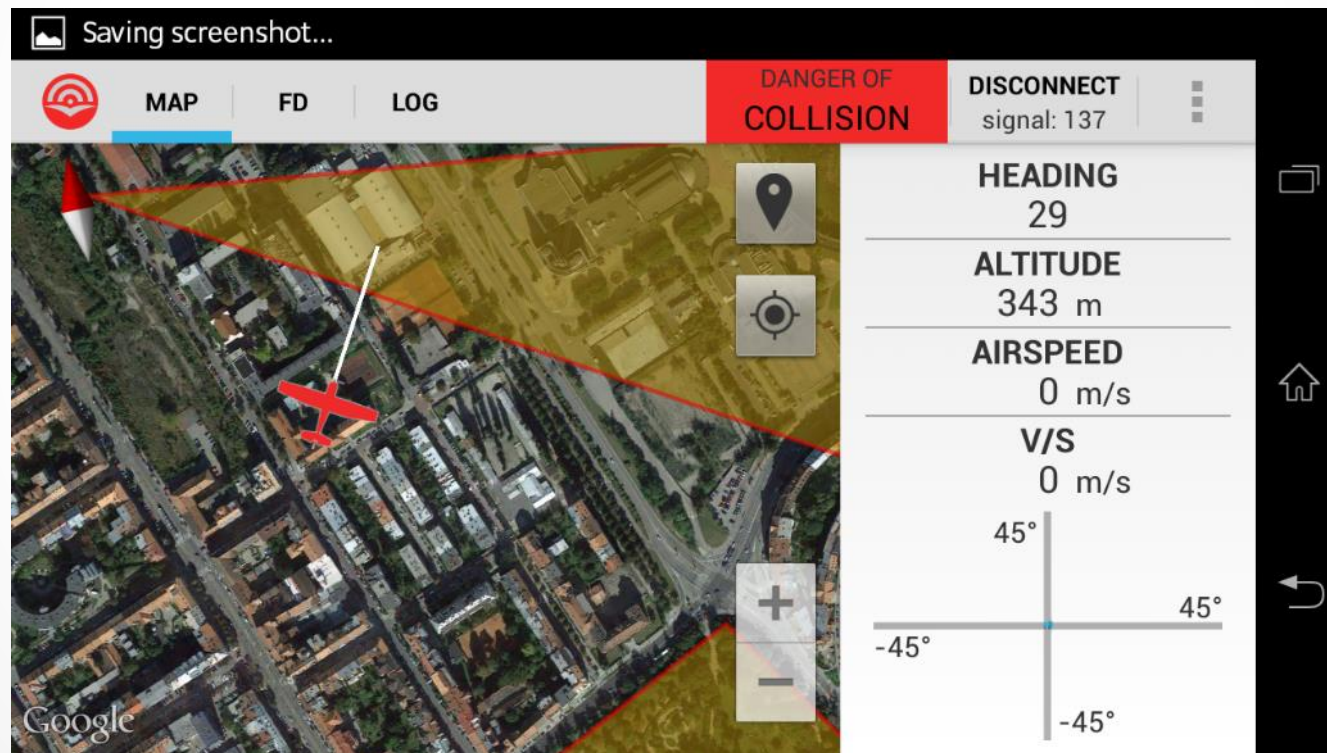 Saving screenshot...
MAP
FD
LOG
DANGER OF
COLLISION
DISCONNECT
signal: 137
HEADING
29
ALTITUDE
343 m
AIRSPEED
0 m/s
V/S
0 m/s
45°
45°
-45°
-45°
+
−
Google